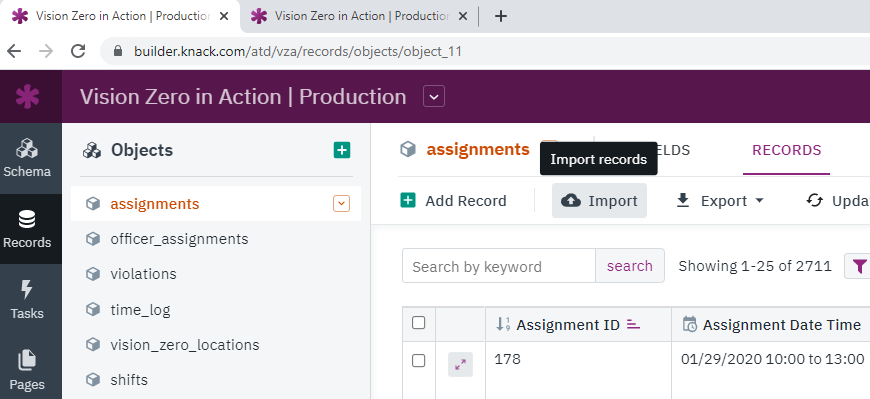 Vision Zero in Action | Production
Vision Zero in Action | Productio
builder.knack.com/atd/vza/records/objects/object_11
Vision Zero in Action | Production
Schema
Records
Tasks
Pages
Objects
assignments
officer_assignments
violations
time_log
vision_zero_locations
shifts
assignments
Import records
ELDS
RECORDS
Add Record
Import
Export
Upda
Search by keyword
search
Showing 1-25 of 2711
Assignment ID
Assignment Date Time
178
01/29/2020 10:00 to 13:00